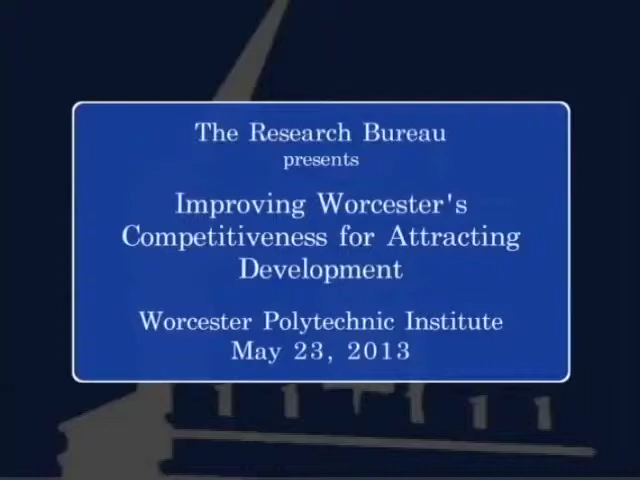 The Research Bureau
presents
Improving Worcester's
Competitiveness for Attracting
Development
Worcester Polytechnic Institute
May 23, 2013